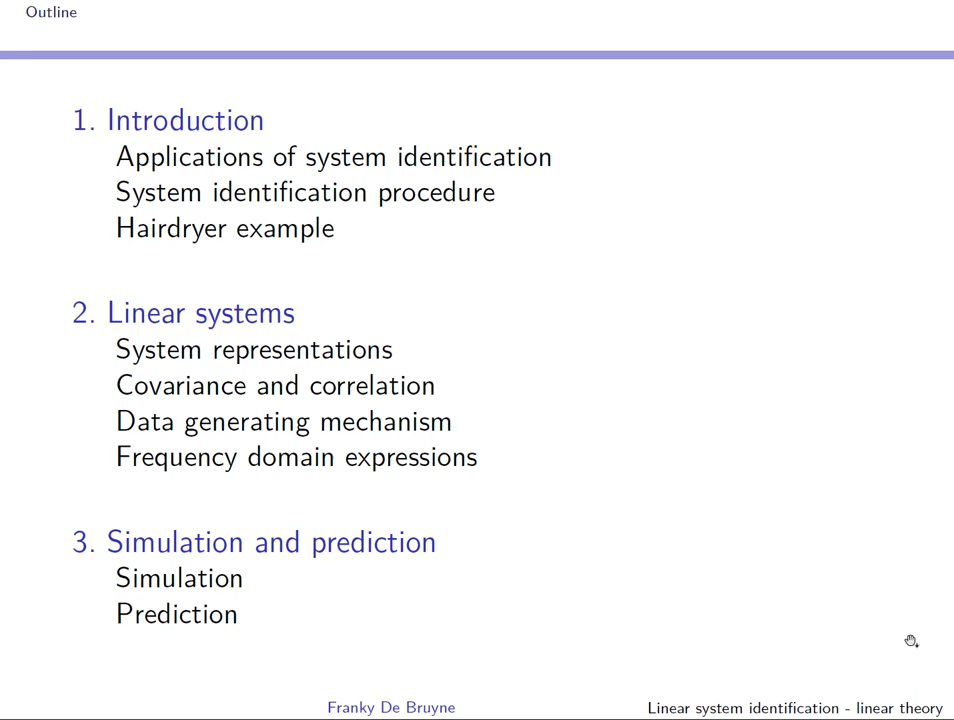 Outline
1. Introduction
Applications of system identification
System identification procedure
Hairdryer example
2. Linear systems
System representations
Covariance and correlation
Data generating mechanism
Frequency domain expressions
3. Simulation and prediction
Simulation
Prediction
Franky De Bruyne
Linear system identification - linear theory